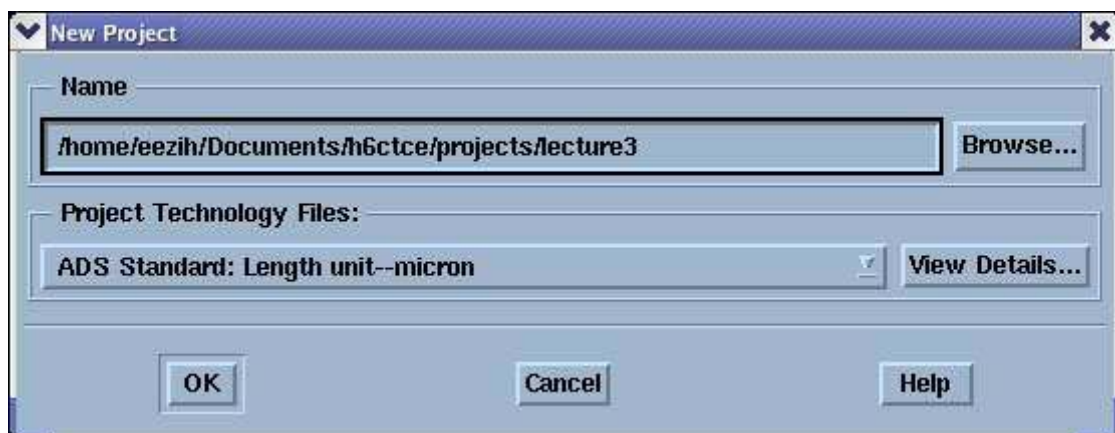 New Project
Name
/home/eezih/Documents/h6ctce/projects/lecture3
Browse...
Project Technology Files:
ADS Standard: Length unit--micron
View Details...
OK
Cancel
Help